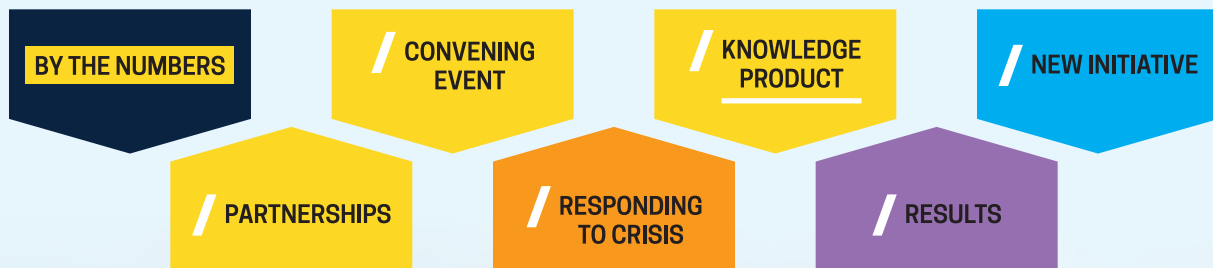 BY THE NUMBERS
/ CONVENING
EVENT
/ KNOWLEDGE
PRODUCT
/ NEW INITIATIVE
/ PARTNERSHIPS
/ RESPONDING
TO CRISIS
/ RESULTS